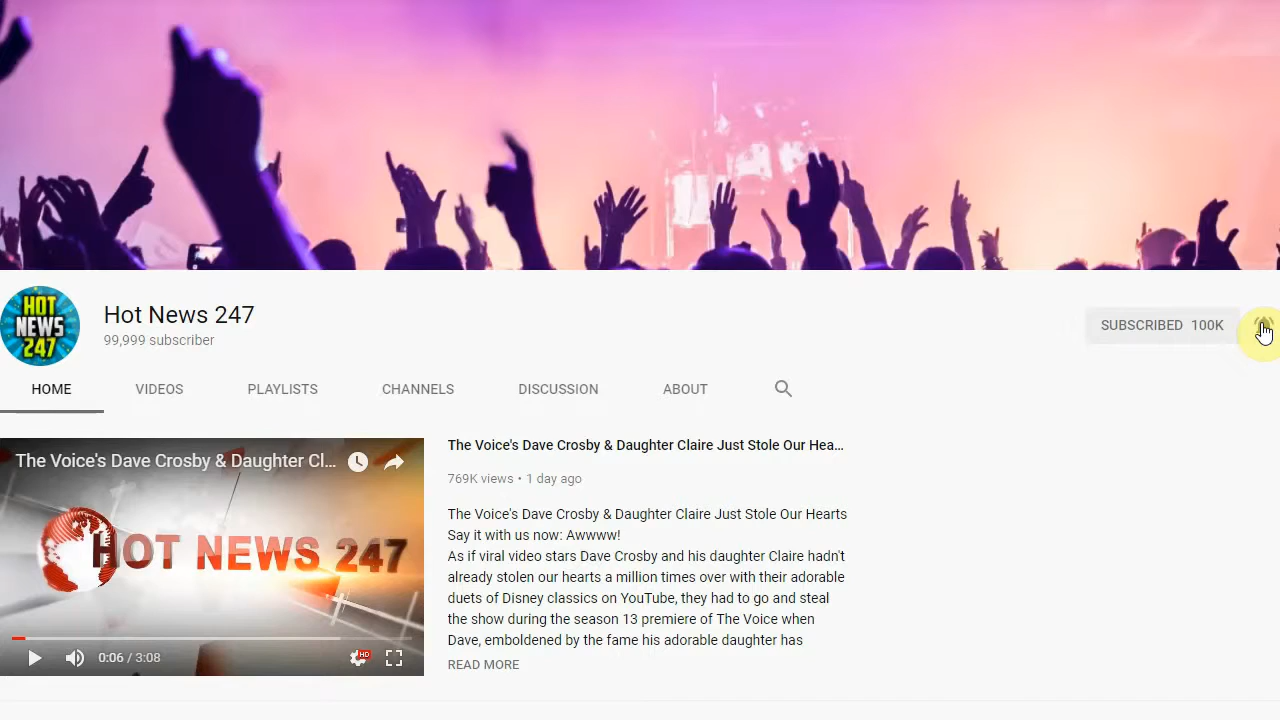 HOT
NEWS
247
Hot News 247
99,999 subscriber
SUBSCRIBED 100K
HOME VIDEOS PLAYLISTS CHANNELS DISCUSSION ABOUT
The Voice's Dave Crosby & Daughter Cl...
HOT NEWS 247
0:06 / 3:08
HD
The Voice's Dave Crosby & Daughter Claire Just Stole Our Hea...
769K views • 1 day ago
The Voice's Dave Crosby & Daughter Claire Just Stole Our Hearts
Say it with us now: Awwww!
As if viral video stars Dave Crosby and his daughter Claire hadn't
already stolen our hearts a million times over with their adorable
duets of Disney classics on YouTube, they had to go and steal
the show during the season 13 premiere of The Voice when
Dave, emboldened by the fame his adorable daughter has
READ MORE